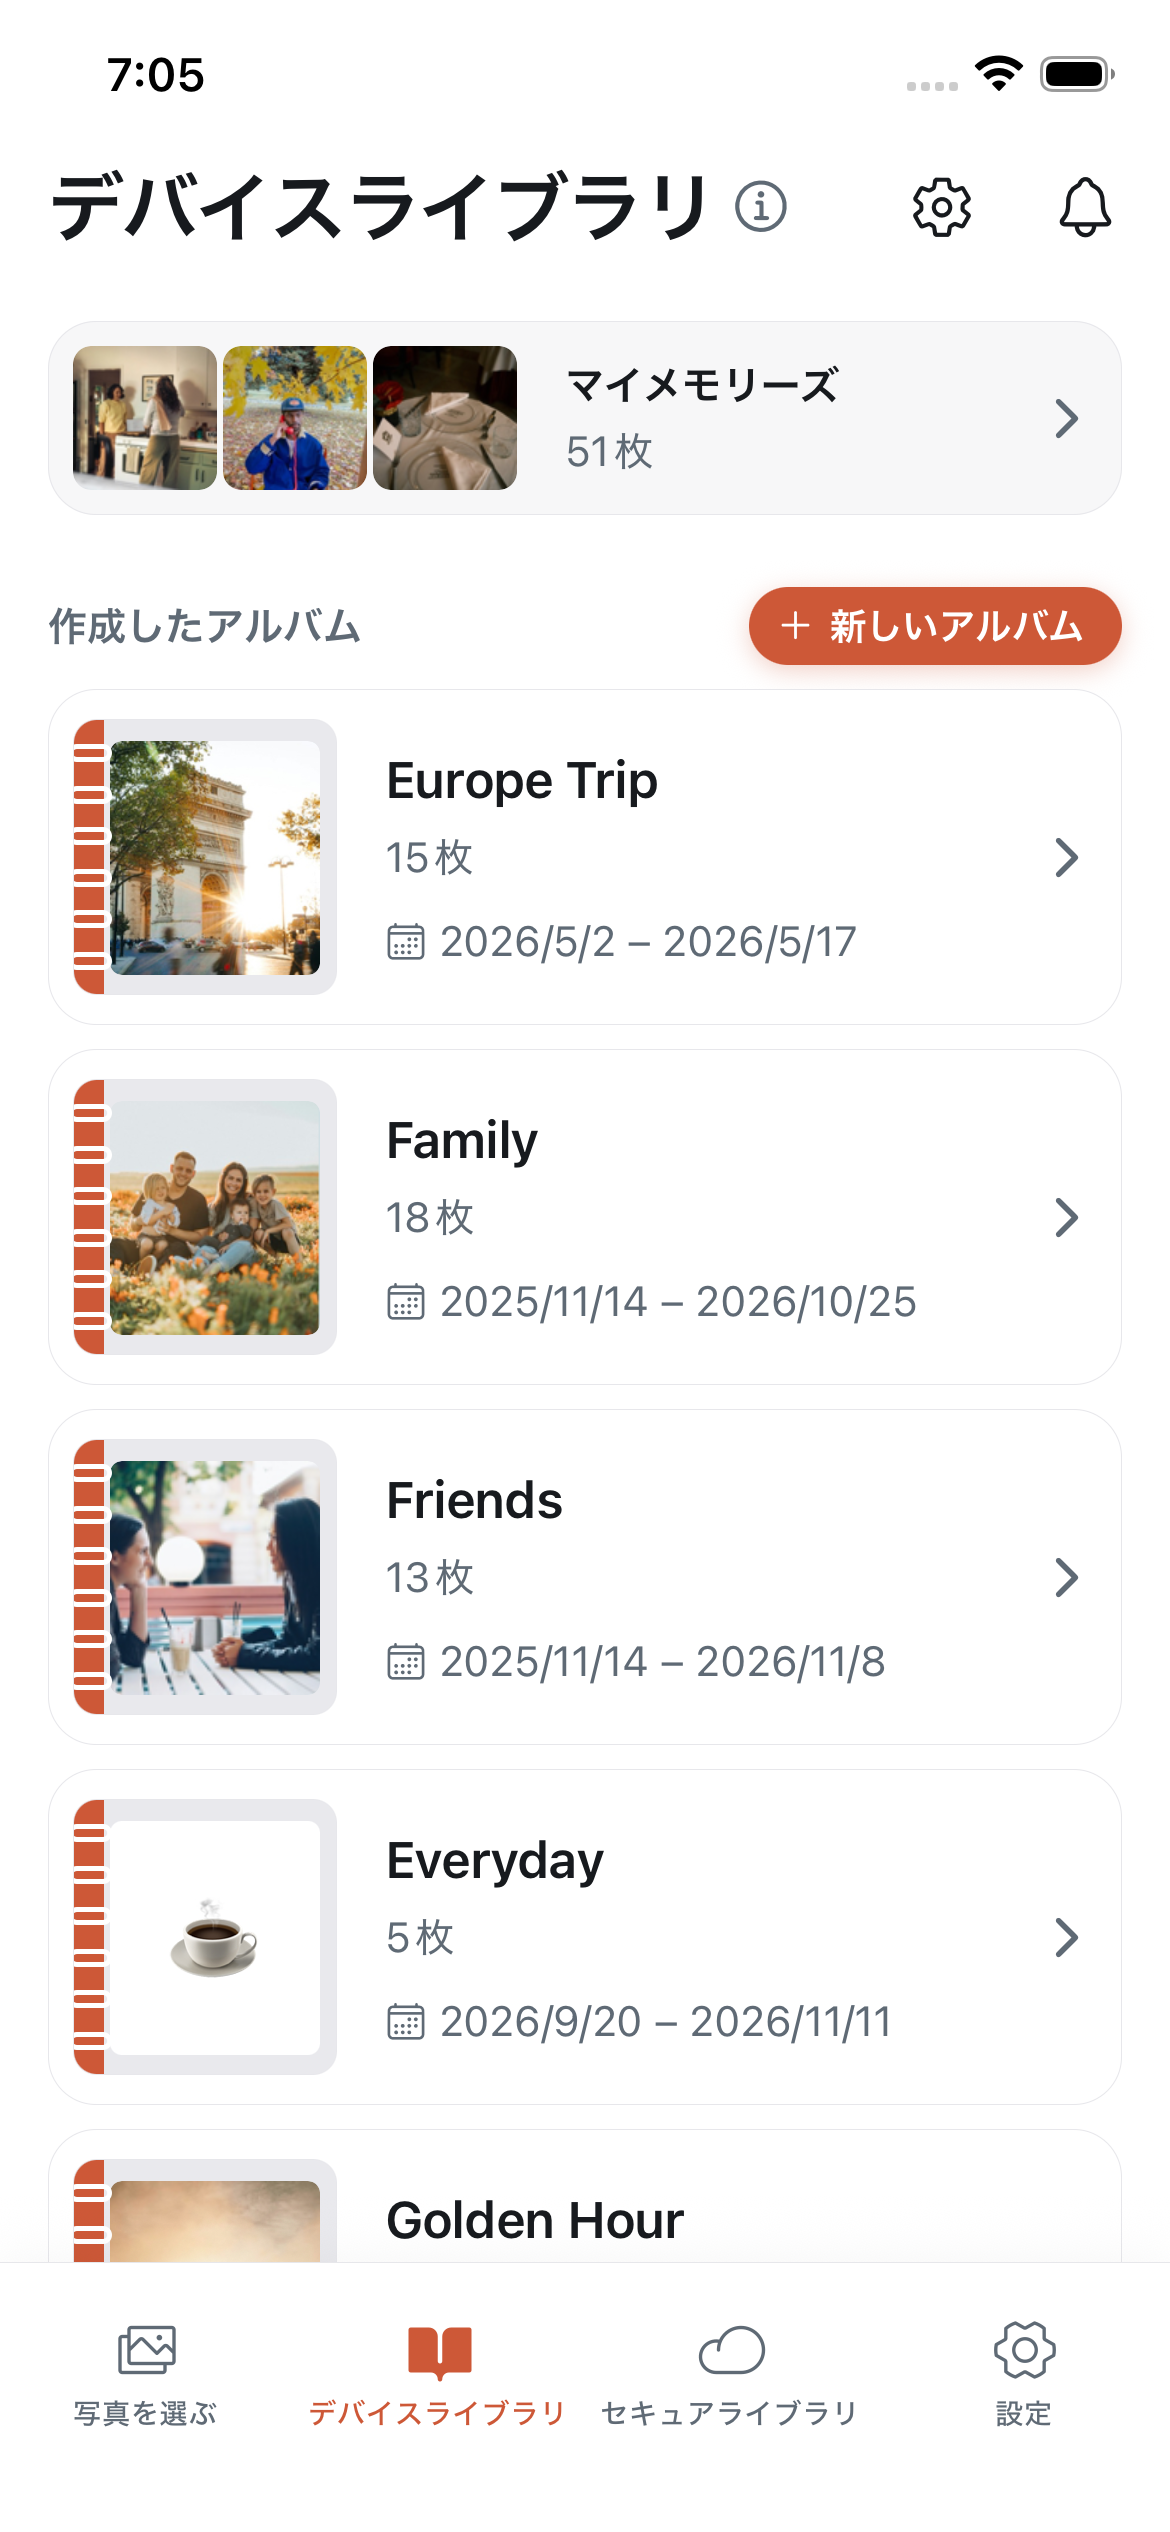 7:05
デバイスライブラリ
マイメモリーズ
51枚
作成したアルバム
+ 新しいアルバム
Europe Trip
15枚
2026/5/2 – 2026/5/17
Family
18枚
2025/11/14 – 2026/10/25
Friends
13枚
2025/11/14 – 2026/11/8
Everyday
5枚
2026/9/20 – 2026/11/11
Golden Hour
写真を選ぶ
デバイスライブラリ
セキュアライブラリ
設定